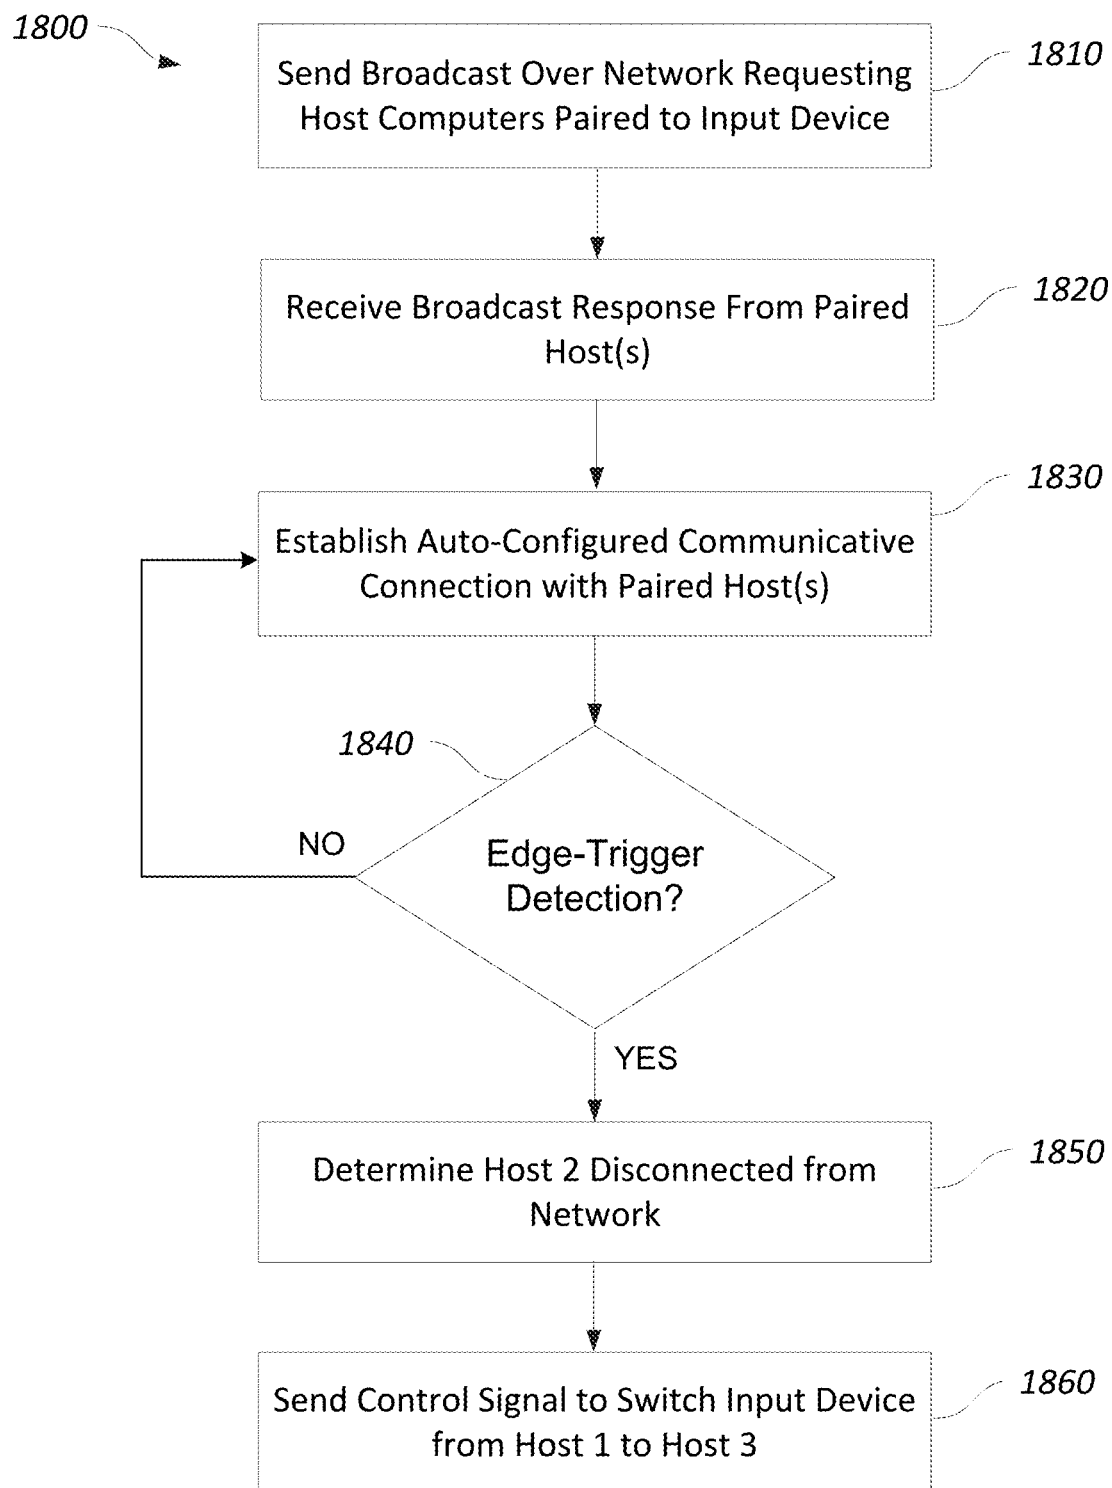 1800
1810
Send Broadcast Over Network Requesting
Host Computers Paired to Input Device
1820
Receive Broadcast Response From Paired
Host(s)
1830
Establish Auto-Configured Communicative
Connection with Paired Host(s)
1840
NO
Edge-Trigger
Detection?
YES
1850
Determine Host 2 Disconnected from
Network
1860
Send Control Signal to Switch Input Device
from Host 1 to Host 3